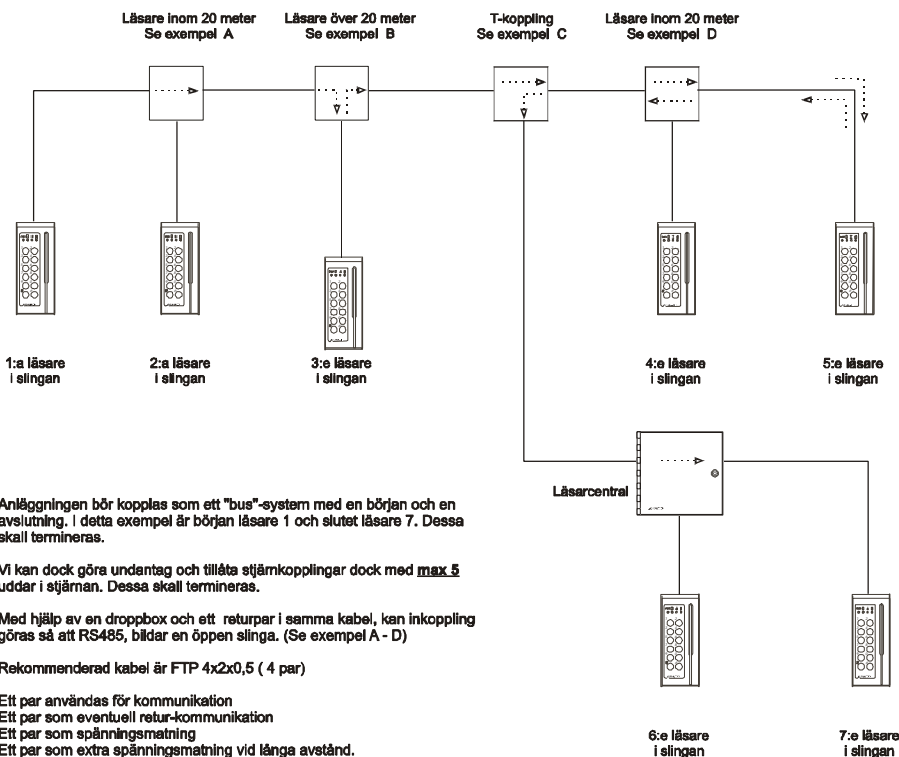 Läsare inom 20 meter
Se exempel A
Läsare över 20 meter
Se exempel B
T-koppling
Se exempel C
Läsare inom 20 meter
Se exempel D
1:a läsare
i slingan
2:a läsare
i slingan
3:e läsare
i slingan
4:e läsare
i slingan
5:e läsare
i slingan
Läsarcentral
Anläggningen bör kopplas som ett "bus"-system med en början och en
avslutning. I detta exempel är början läsare 1 och slutet läsare 7. Dessa
skall termineras.
Vi kan dock göra undantag och tillåta stjärnkopplingar dock med max 5
uddar i stjärnan. Dessa skall termineras.
Med hjälp av en droppbox och ett returpar i samma kabel, kan inkoppling
göras så att RS485, bildar en öppen slinga. (Se exempel A - D)
Rekommenderad kabel är FTP 4x2x0,5 ( 4 par)
Ett par användas för kommunikation
Ett par som eventuell retur-kommunikation
Ett par som spänningsmatning
Ett par som extra spänningsmatning vid långa avstånd.
6:e läsare
i slingan
7:e läsare
i slingan